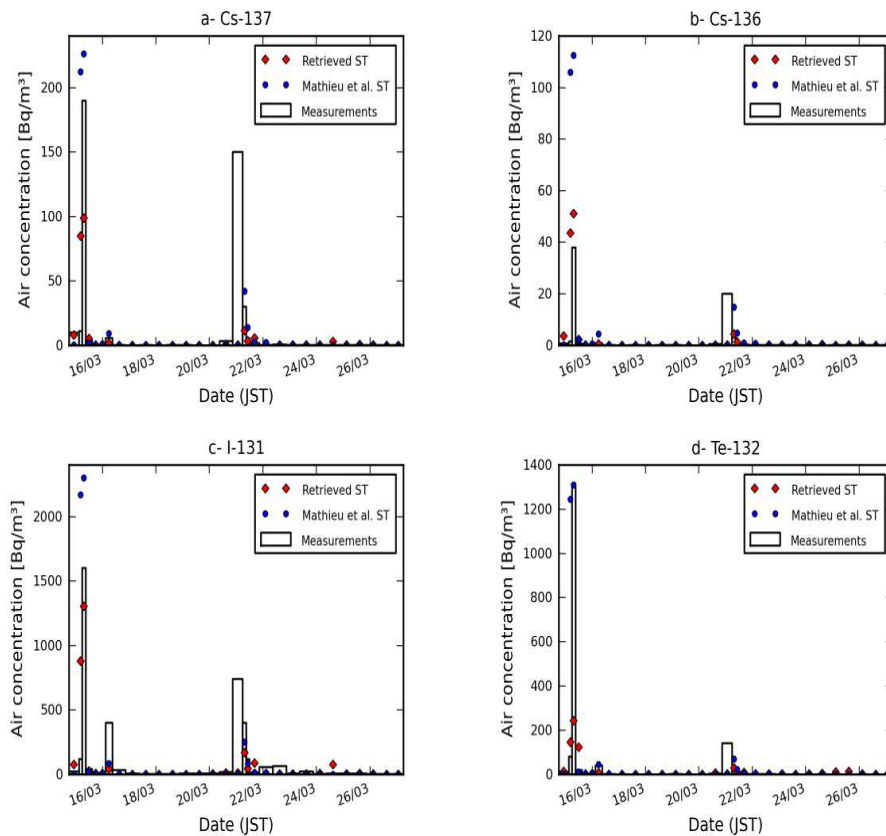 a- Cs-137
Air concentration [Bq/m³]
200
150
100
50
0
Retrieved ST
Mathieu et al. ST
Measurements
16/03
18/03
20/03
22/03
24/03
26/03
Date (JST)
b- Cs-136
Air concentration [Bq/m³]
120
100
80
60
40
20
0
Retrieved ST
Mathieu et al. ST
Measurements
16/03
18/03
20/03
22/03
24/03
26/03
Date (JST)
c- I-131
Air concentration [Bq/m³]
2000
1500
1000
500
0
Retrieved ST
Mathieu et al. ST
Measurements
16/03
18/03
20/03
22/03
24/03
26/03
Date (JST)
d- Te-132
Air concentration [Bq/m³]
1400
1200
1000
800
600
400
200
0
Retrieved ST
Mathieu et al. ST
Measurements
16/03
18/03
20/03
22/03
24/03
26/03
Date (JST)